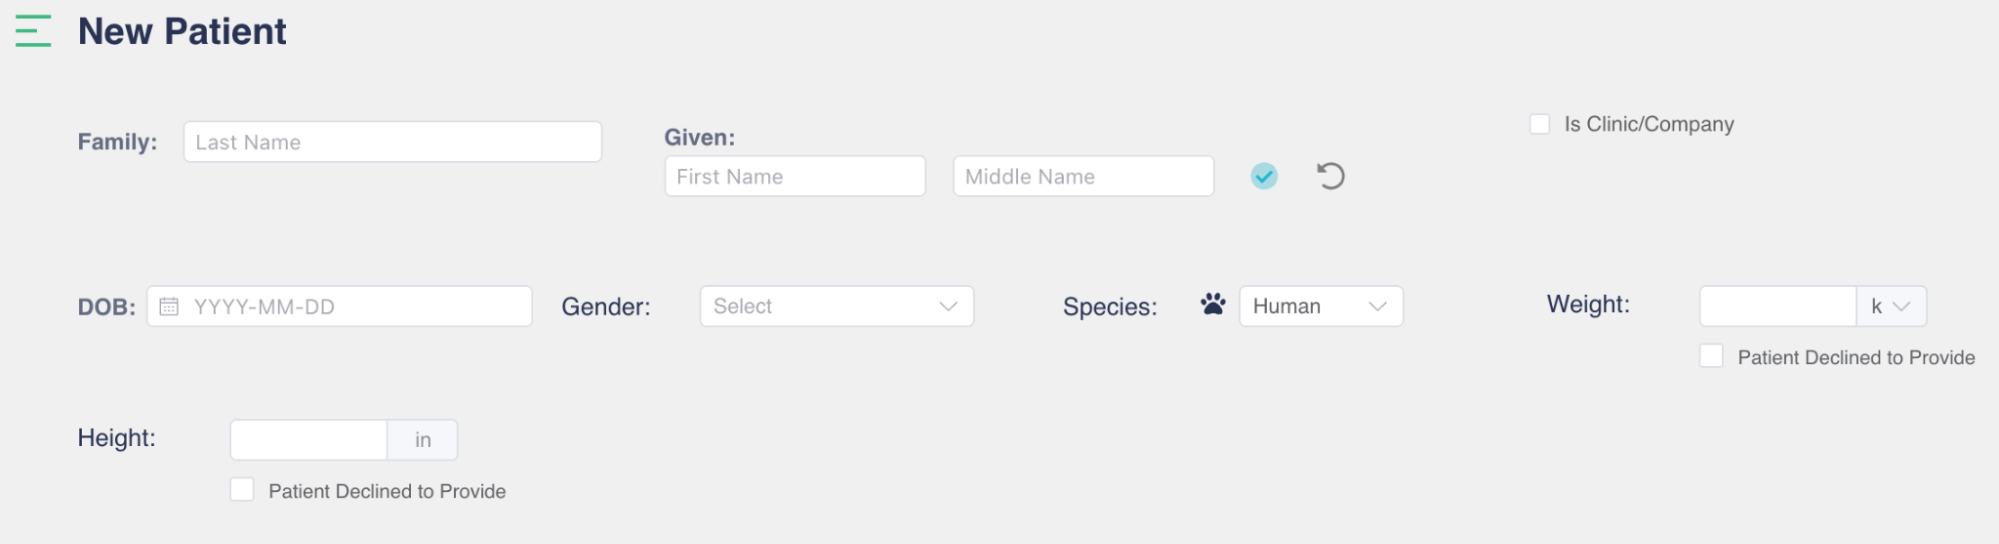 New Patient
Family: Last Name
Given:
First Name Middle Name
Is Clinic/Company
DOB: YYYY-MM-DD Gender: Select Species: Human Weight: k
Patient Declined to Provide
Height: in
Patient Declined to Provide